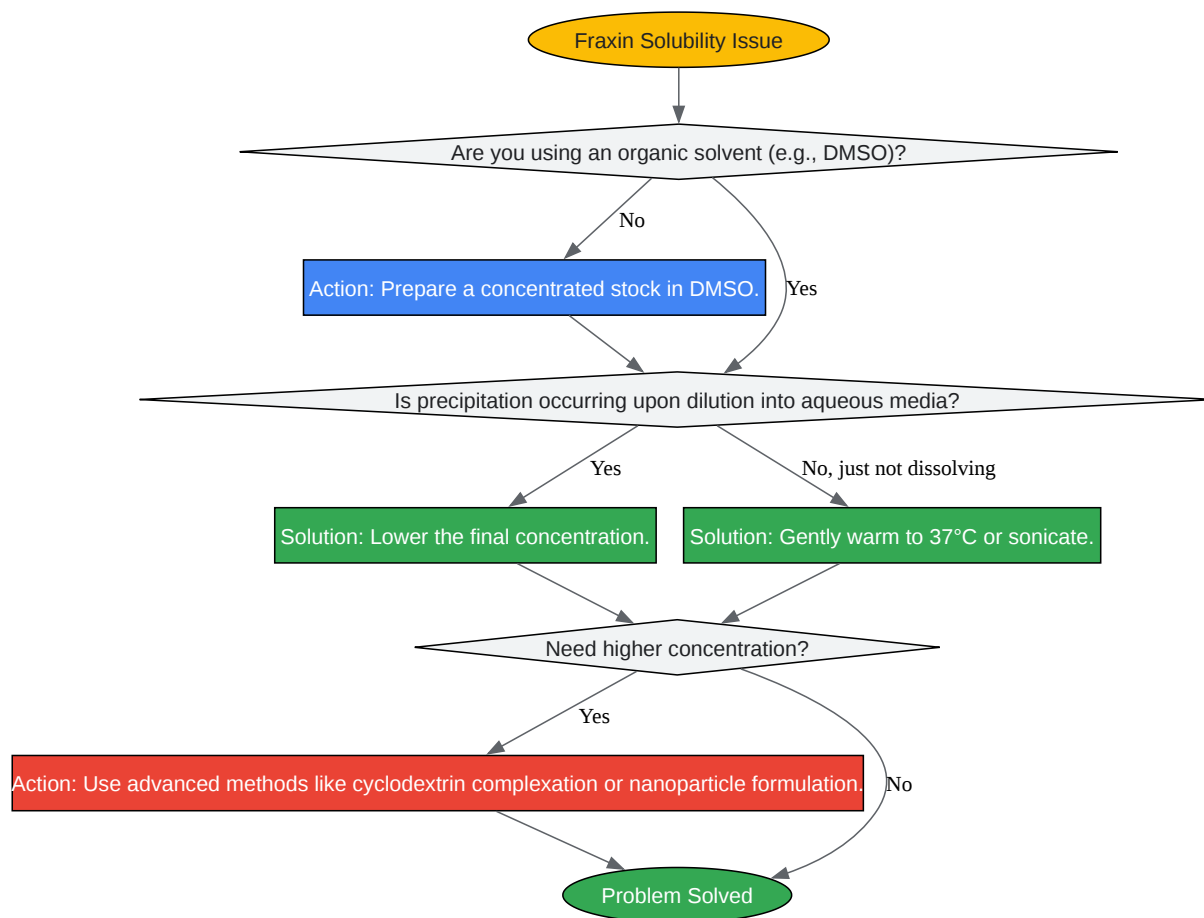 Fraxin Solubility Issue
Are you using an organic solvent (e.g., DMSO)?
No
Action: Prepare a concentrated stock in DMSO.
Yes
Is precipitation occurring upon dilution into aqueous media?
Yes
No, just not dissolving
Solution: Lower the final concentration.
Solution: Gently warm to 37°C or sonicate.
Need higher concentration?
Yes
Action: Use advanced methods like cyclodextrin complexation or nanoparticle formulation.
No
Problem Solved